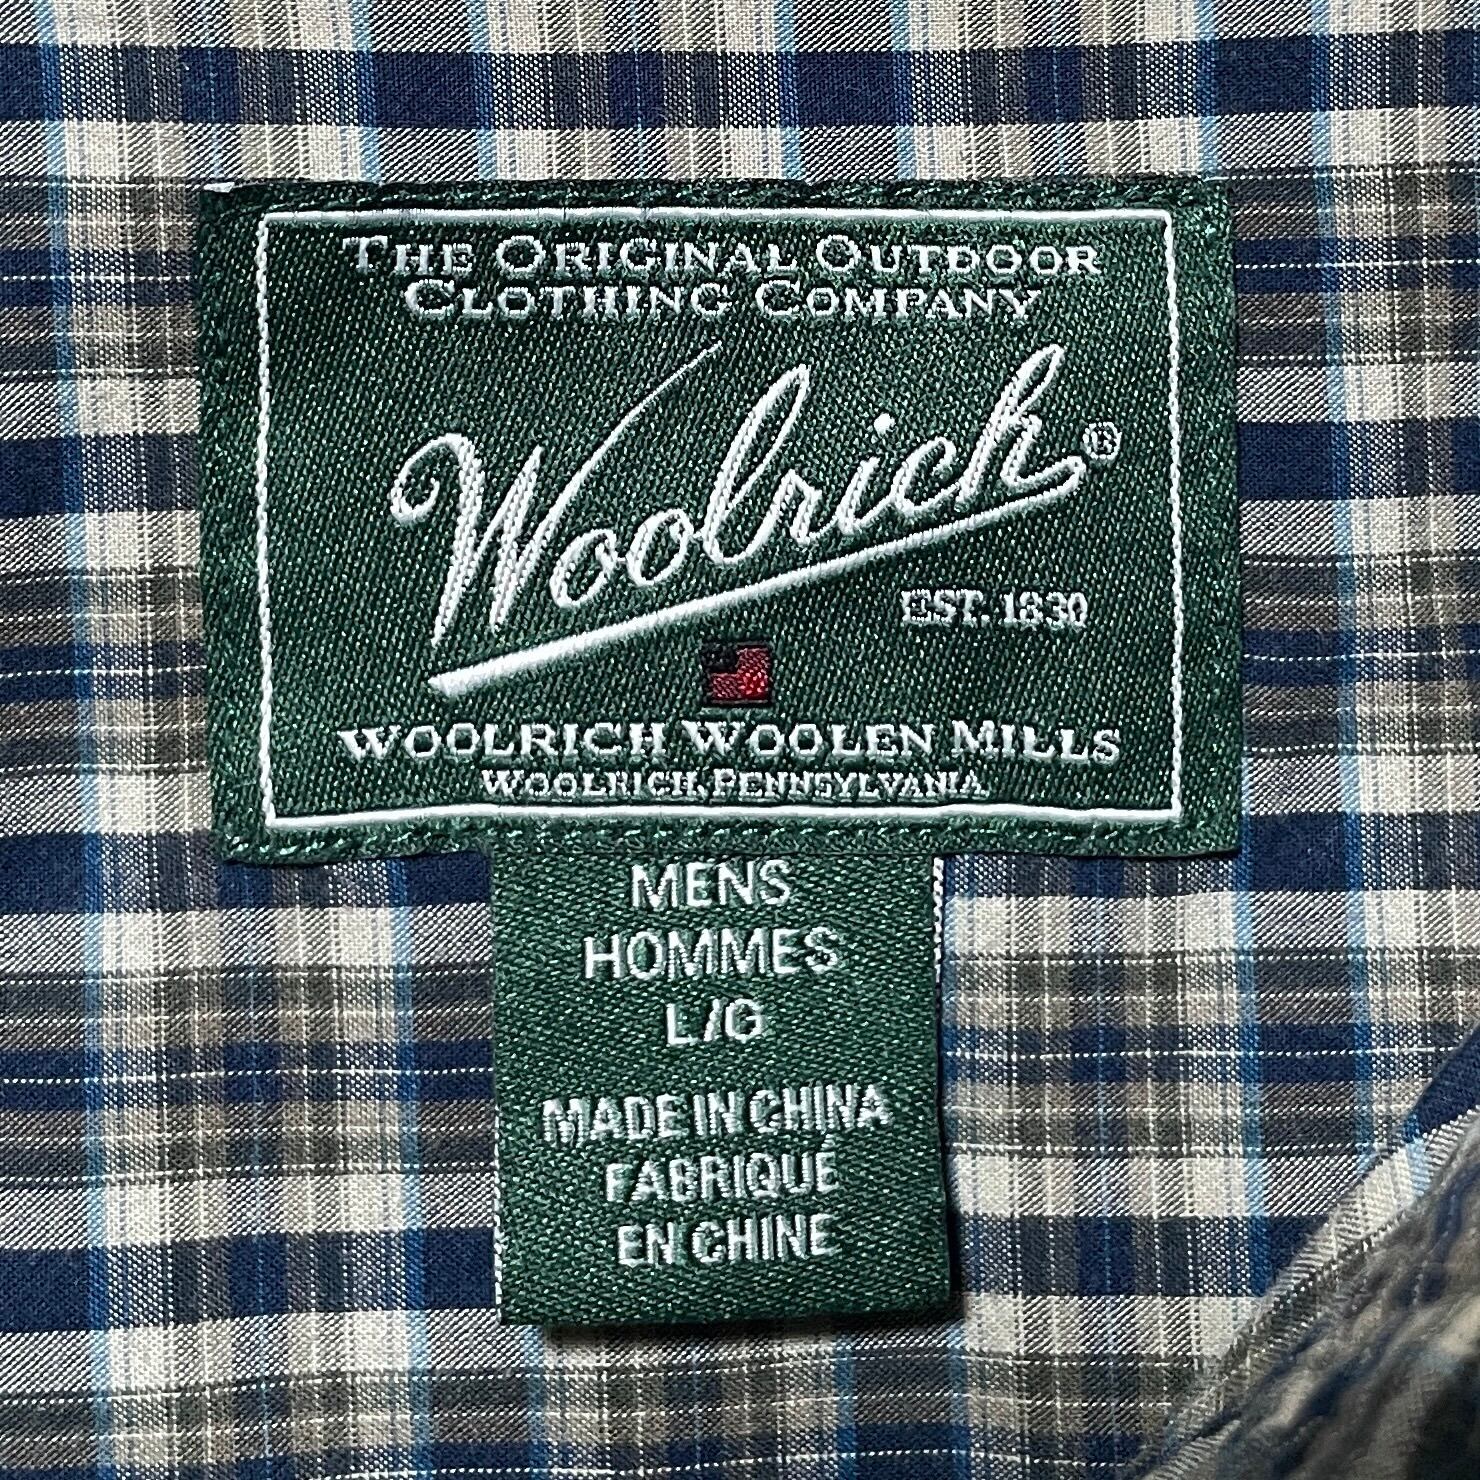 THE ORIGINAL OUTDOOR
CLOTHING COMPANY
Woolrich®
EST. 1830
WOOLRICH WOOLEN MILLS
WOOLRICH, PENNSYLVANIA
MENS
HOMMES
L/G
MADE IN CHINA
FABRIQUÉ
EN CHINE